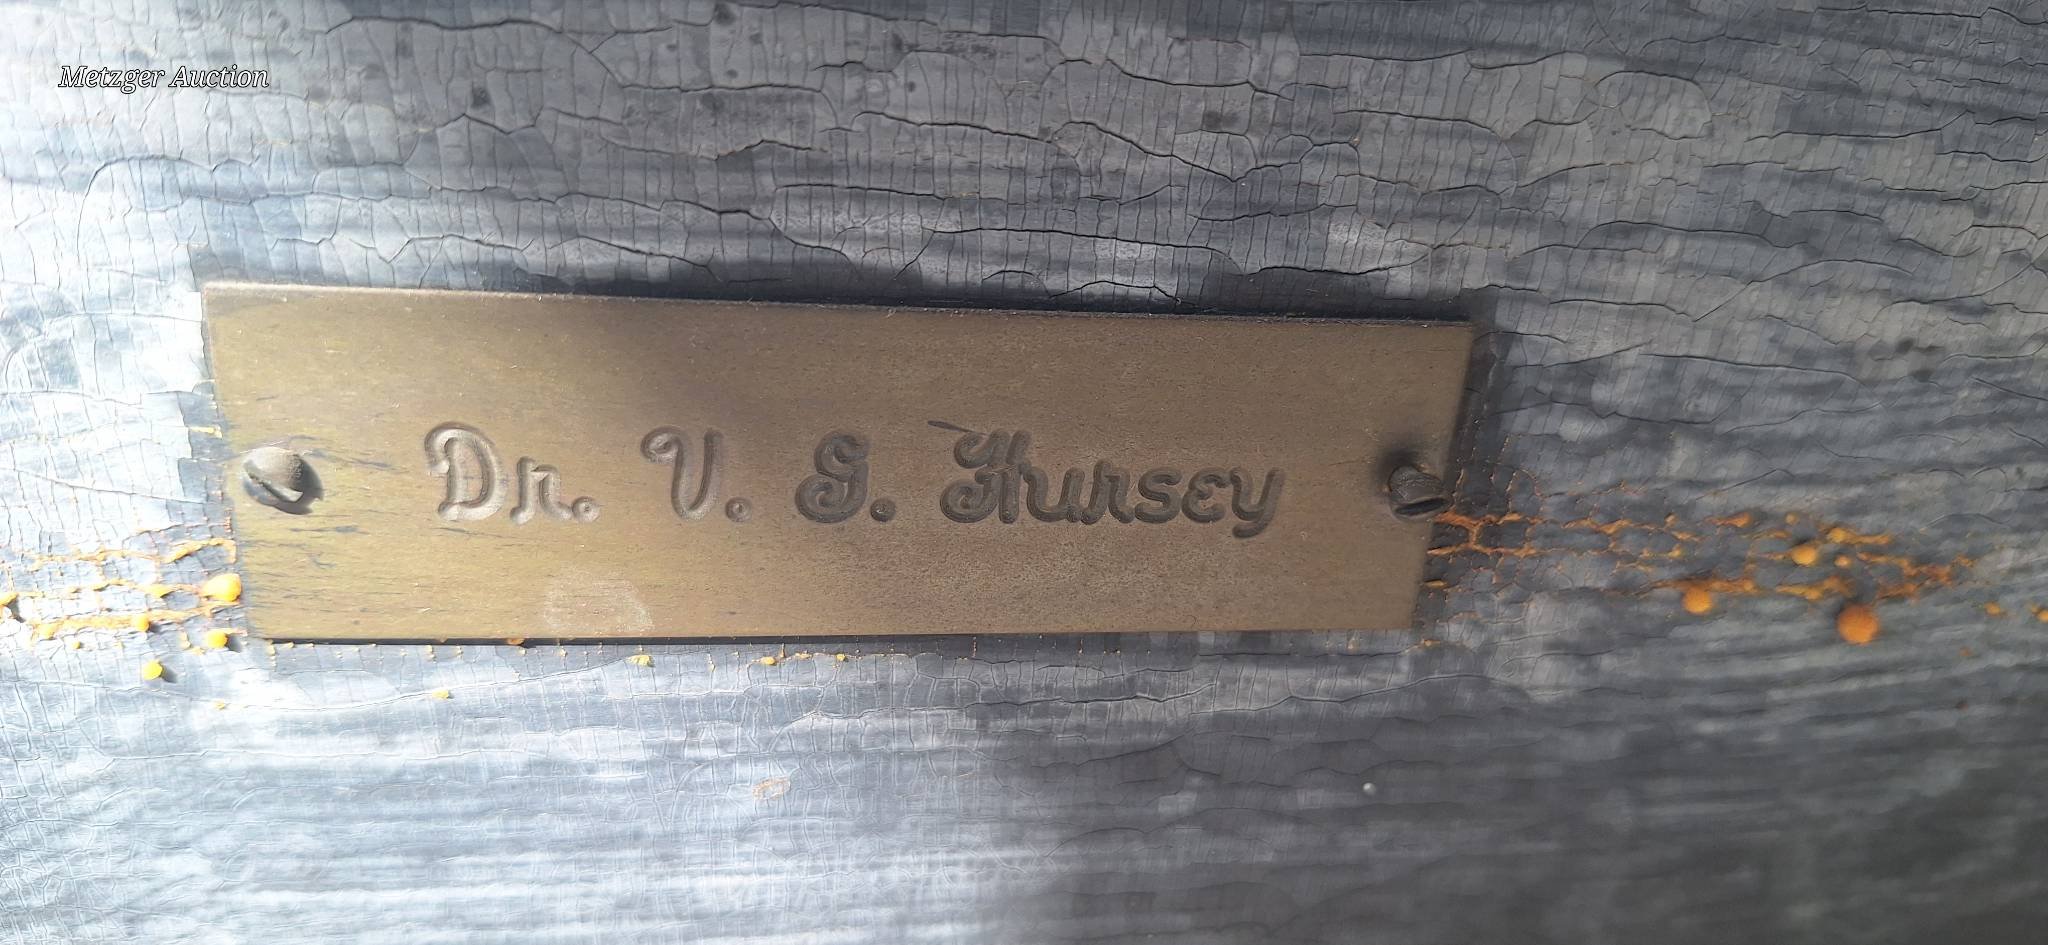 Metzger Auction
Dr. V. G. Hursey